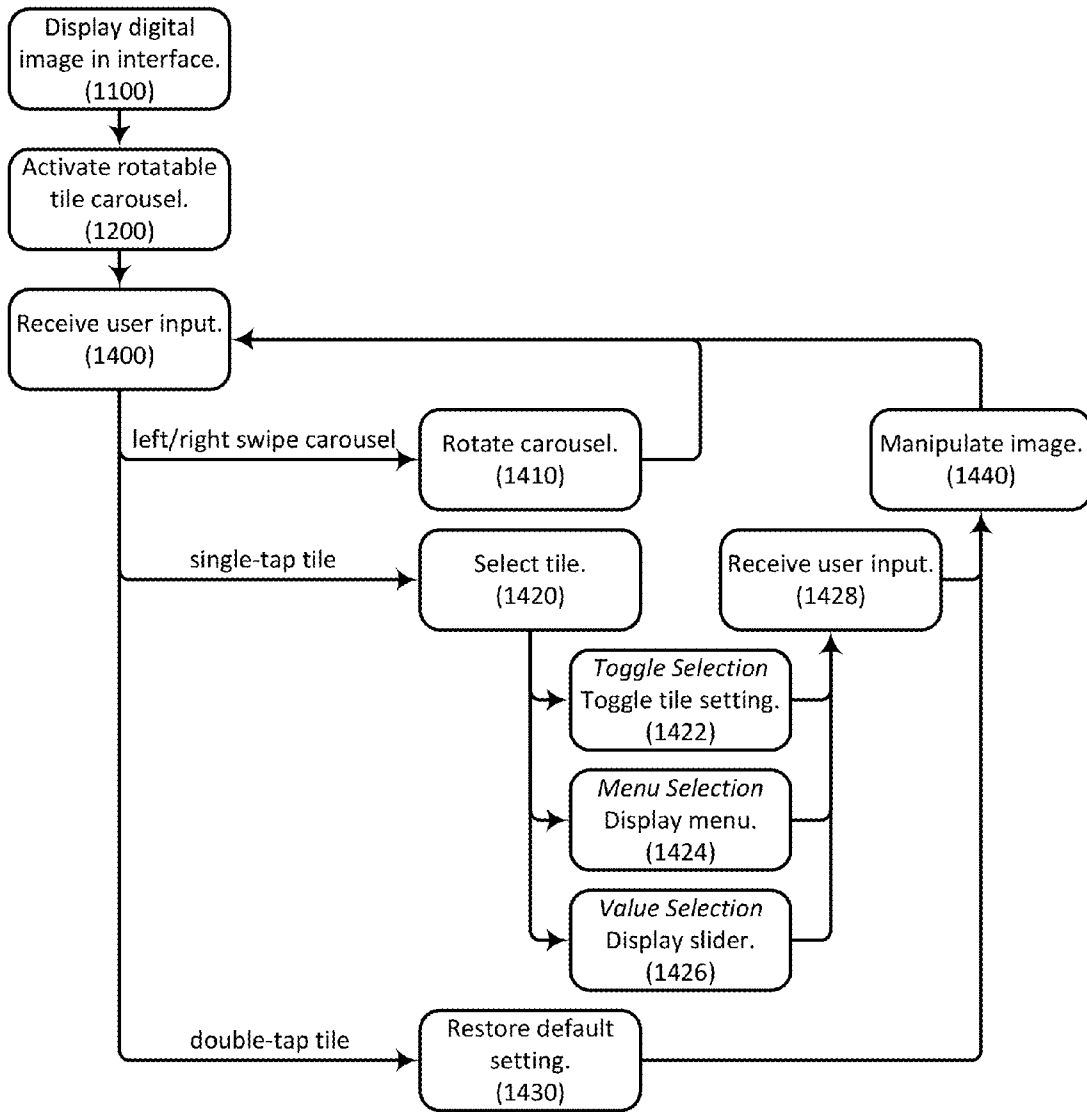 Display digital
image in interface.
(1100)
Activate rotatable
tile carousel.
(1200)
Receive user input.
(1400)
left/right swipe carousel
Rotate carousel.
(1410)
Manipulate image.
(1440)
single-tap tile
Select tile.
(1420)
Receive user input.
(1428)
Toggle Selection
Toggle tile setting.
(1422)
Menu Selection
Display menu.
(1424)
Value Selection
Display slider.
(1426)
double-tap tile
Restore default
setting.
(1430)